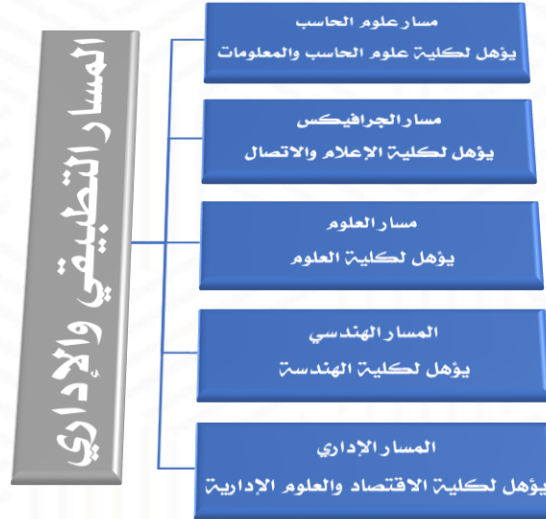 المسار التطبيقي والإداري
مسار علوم الحاسب
يؤهل لكلية علوم الحاسب والمعلومات
مسار الجرافيكس
يؤهل لكلية الإعلام والاتصال
مسار العلوم
يؤهل لكلية العلوم
المسار الهندسي
يؤهل لكلية الهندسة
المسار الإداري
يؤهل لكلية الاقتصاد والعلوم الإدارية